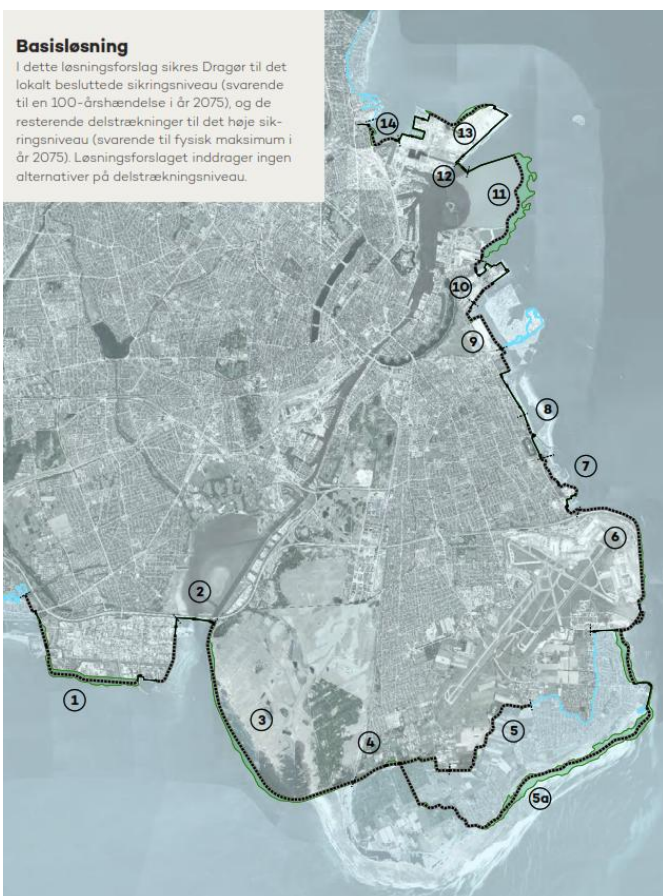 Basisløsning
I dette løsningsforslag sikres Dragør til det
lokalt besluttede sikringsniveau (svarende
til en 100-årshændelse i år 2075), og de
resterende delstrækninger til det høje sik-
ringsniveau (svarende til fysisk maksimum i
år 2075). Løsningsforslaget inddrager ingen
alternativer på delstrækningsniveau.
14
13
12
11
10
9
8
7
6
2
1
3
4
5
5a